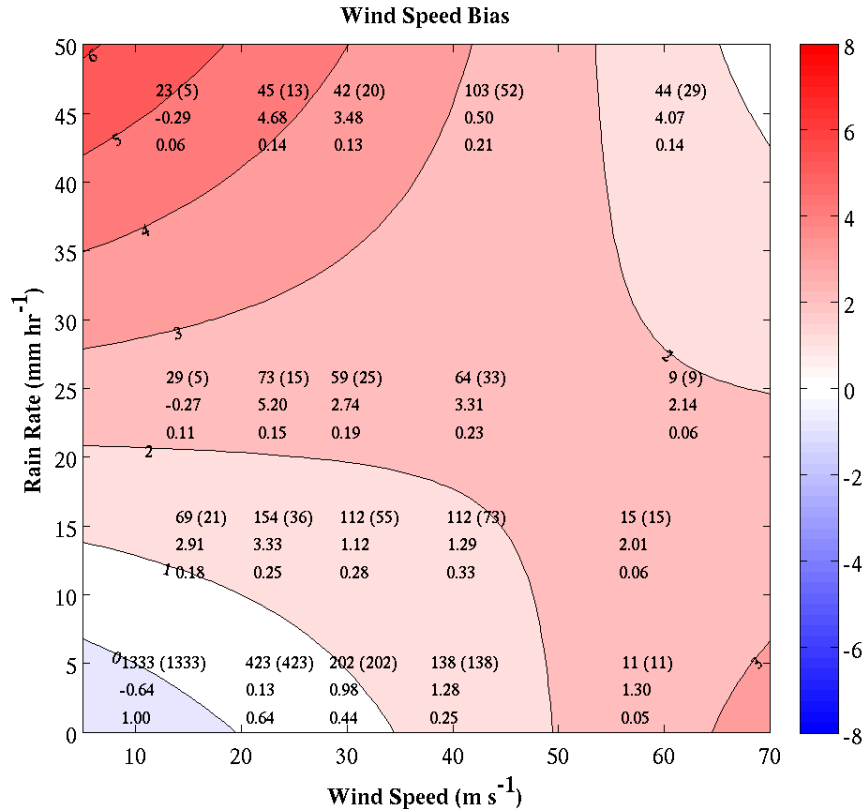 Wind Speed Bias
50
45
40
35
30
25
20
15
10
5
0
Rain Rate (mm hr-1)
6
5
4
3
2
1
0
2
3
23 (5) 45 (13) 42 (20) 103 (52) 44 (29)
-0.29 4.68 3.48 0.50 4.07
0.06 0.14 0.13 0.21 0.14
29 (5) 73 (15) 59 (25) 64 (33) 9 (9)
-0.27 5.20 2.74 3.31 2.14
0.11 0.15 0.19 0.23 0.06
69 (21) 154 (36) 112 (55) 112 (73) 15 (15)
2.91 3.33 1.12 1.29 2.01
0.18 0.25 0.28 0.33 0.06
1333 (1333) 423 (423) 202 (202) 138 (138) 11 (11)
-0.64 0.13 0.98 1.28 1.30
1.00 0.64 0.44 0.25 0.05
10 20 30 40 50 60 70
Wind Speed (m s-1)
8
6
4
2
0
-2
-4
-6
-8